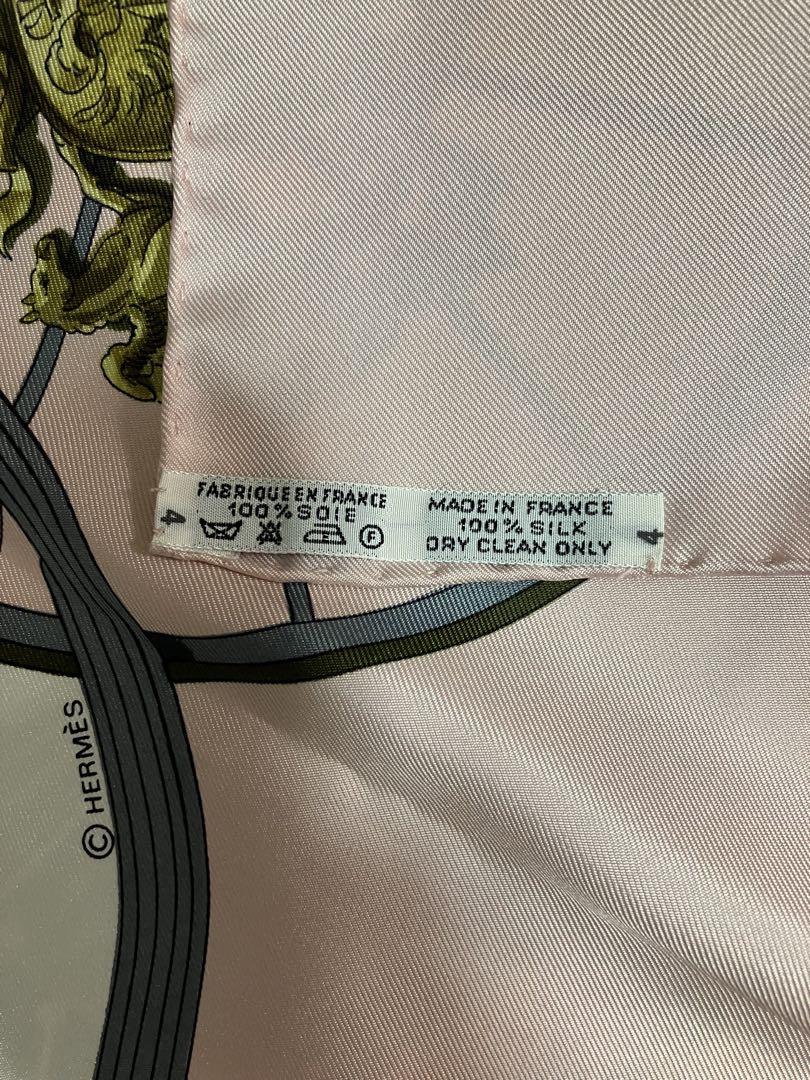 FABRIQUE EN FRANCE
100% SOIE
F
4
MADE IN FRANCE
100% SILK
DRY CLEAN ONLY
4
© HERMÈS